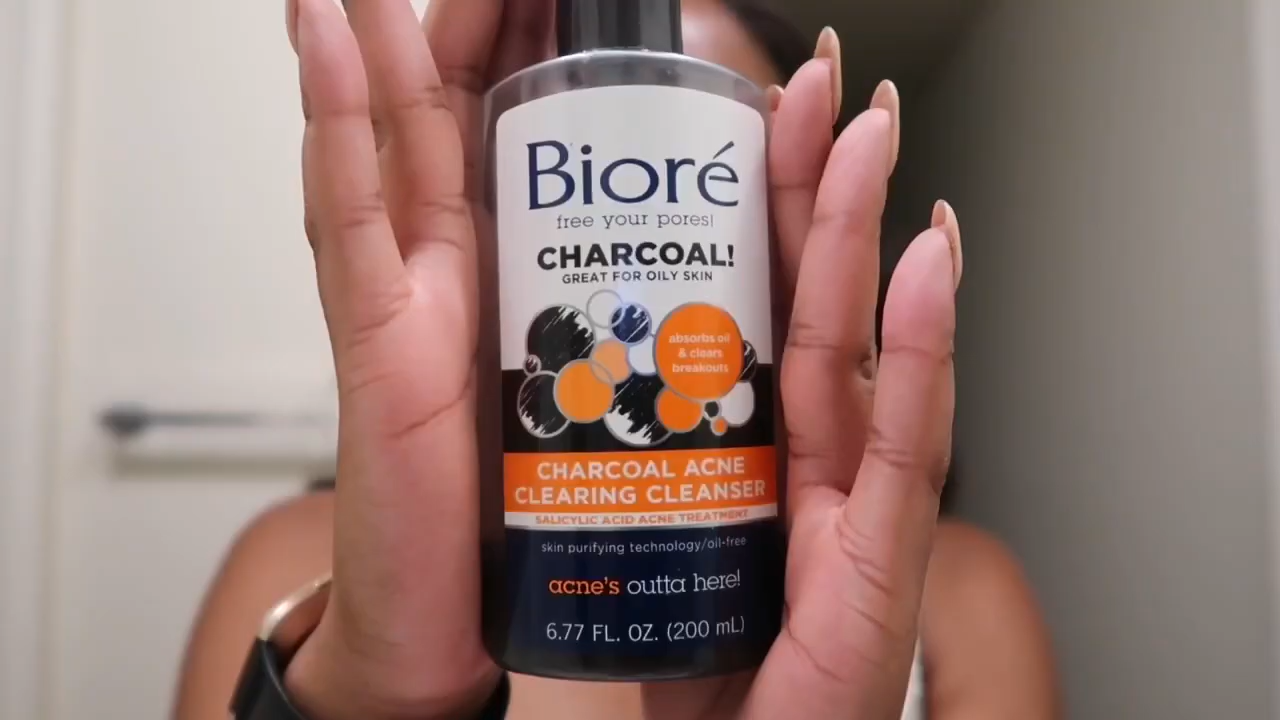 Bioré
free your pores!
CHARCOAL!
GREAT FOR OILY SKIN
absorbs oil
& clears
breakouts
CHARCOAL ACNE
CLEARING CLEANSER
SALICYLIC ACID ACNE TREATMENT
skin purifying technology/oil-free
acne's outta here!
6.77 FL. OZ. (200 mL)